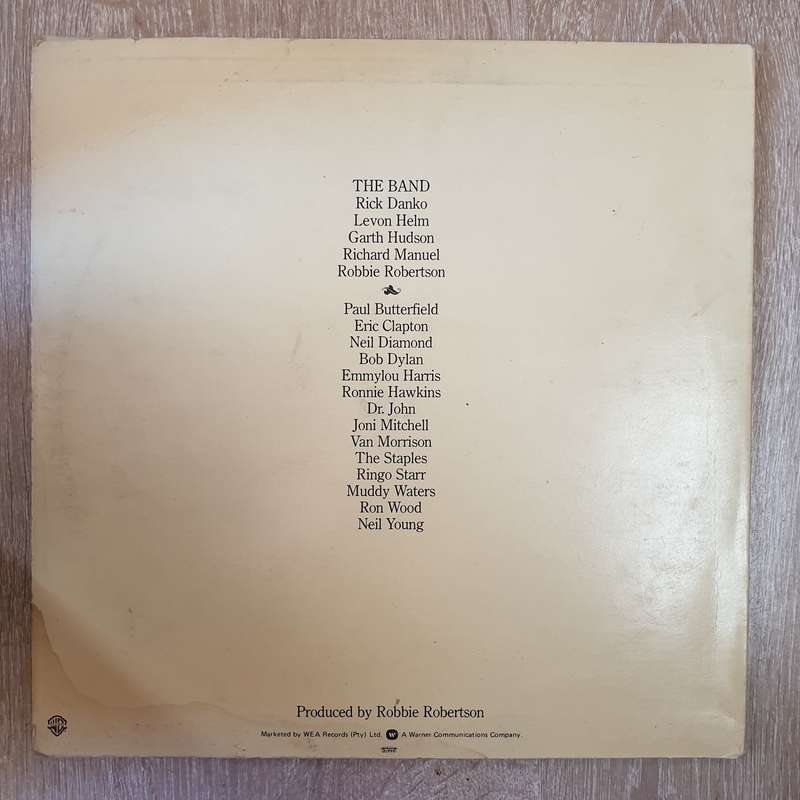 THE BAND
Rick Danko
Levon Helm
Garth Hudson
Richard Manuel
Robbie Robertson
Paul Butterfield
Eric Clapton
Neil Diamond
Bob Dylan
Emmylou Harris
Ronnie Hawkins
Dr. John
Joni Mitchell
Van Morrison
The Staples
Ringo Starr
Muddy Waters
Ron Wood
Neil Young
Produced by Robbie Robertson
Marketed by WEA Records (Pty) Ltd. W A Warner Communications Company.